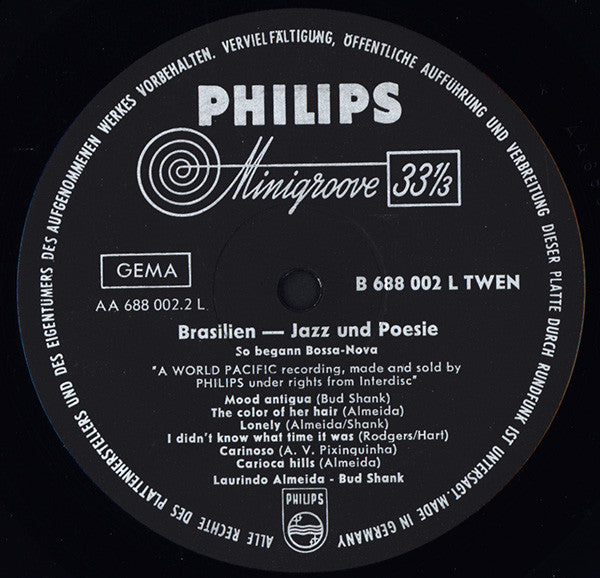 ALLE RECHTE DES PLATTENHERSTELLERS UND DES EIGENTÜMERS DES AUFGENOMMENEN WERKES VORBEHALTEN. VERVIELFÄLTIGUNG, ÖFFENTLICHE AUFFÜHRUNG UND VERBREITUNG DIESER PLATTE DURCH RUNDFUNK IST UNTERSAGT. MADE IN GERMANY
PHILIPS
Minigroove 33 1/3
GEMA
B 688 002 L TWEN
AA 688 002.2 L
Brasilien — Jazz und Poesie
So begann Bossa-Nova
"A WORLD PACIFIC recording, made and sold by
PHILIPS under rights from Interdisc"
Mood antigua (Bud Shank)
The color of her hair (Almeida)
Lonely (Almeida/Shank)
I didn't know what time it was (Rodgers/Hart)
Carinoso (A. V. Pixinquinha)
Carioca hills (Almeida)
Laurindo Almeida - Bud Shank
PHILIPS